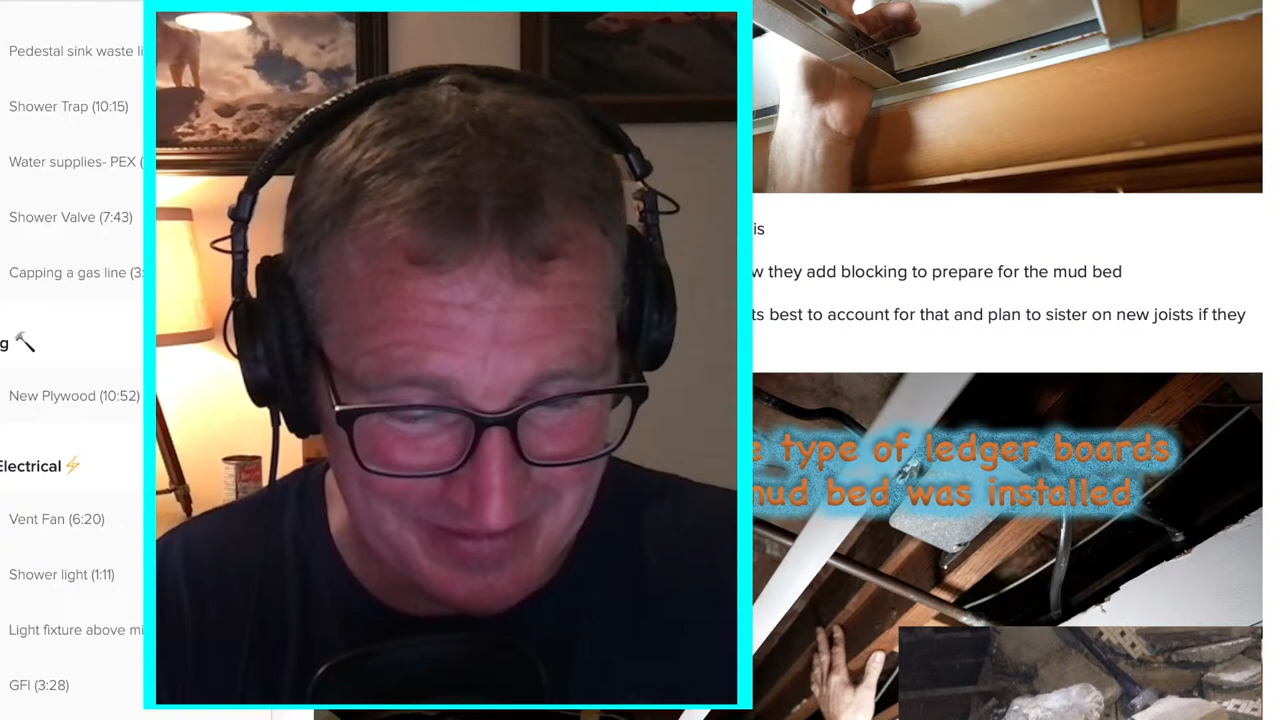 Pedestal sink waste li
Shower Trap (10:15)
Water supplies- PEX (
Shower Valve (7:43)
Capping a gas line (3:
g 🔨
New Plywood (10:52)
Electrical ⚡
Vent Fan (6:20)
Shower light (1:11)
Light fixture above mi
GFI (3:28)
is
w they add blocking to prepare for the mud bed
ts best to account for that and plan to sister on new joists if they
e type of ledger boards
mud bed was installed